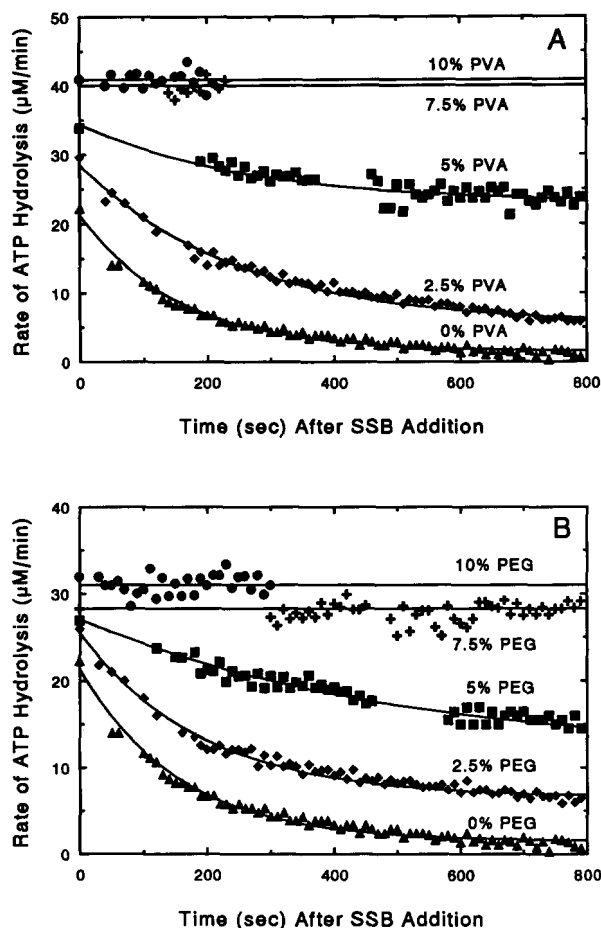 A
50
40
30
20
10
0
Rate of ATP Hydrolysis (µM/min)
10% PVA
7.5% PVA
5% PVA
2.5% PVA
0% PVA
0 200 400 600 800
Time (sec) After SSB Addition
B
40
30
20
10
0
Rate of ATP Hydrolysis (µM/min)
10% PEG
7.5% PEG
5% PEG
2.5% PEG
0% PEG
0 200 400 600 800
Time (sec) After SSB Addition